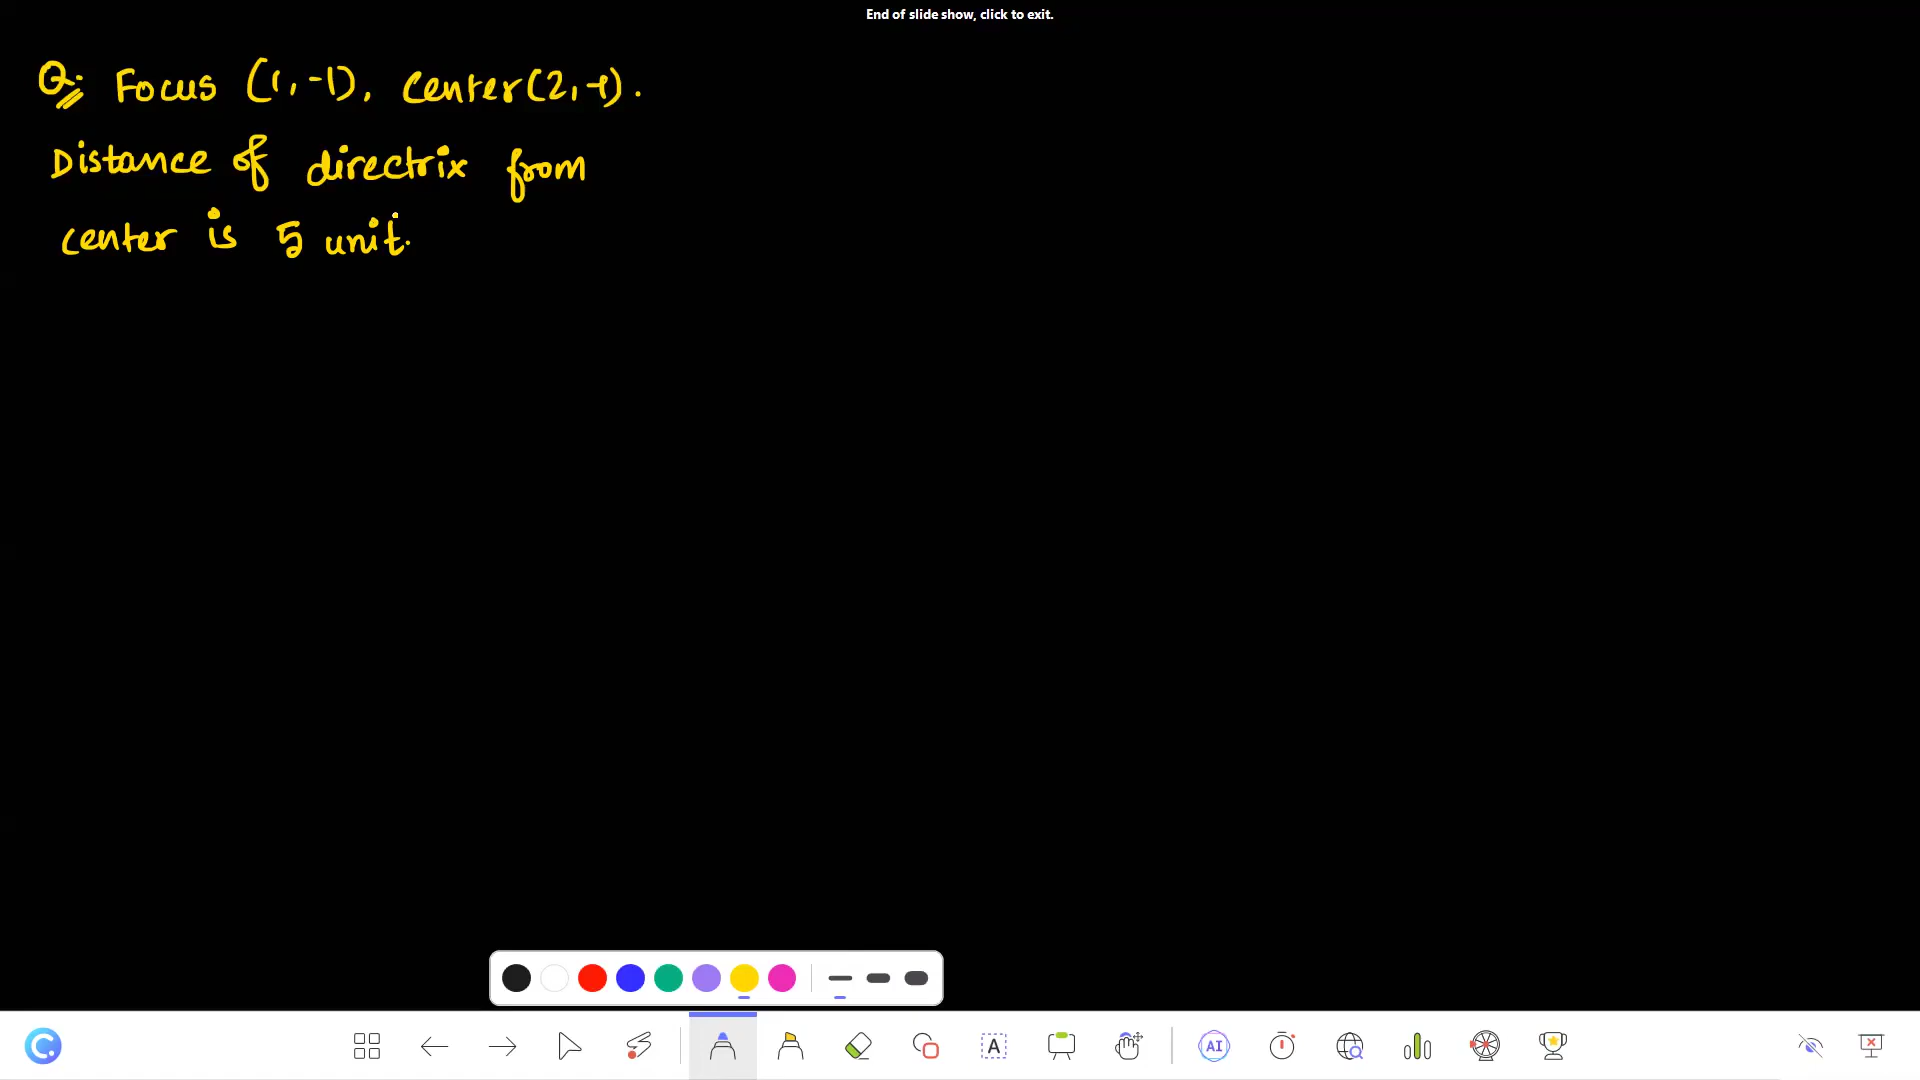 End of slide show, click to exit.
Q: Focus (1, -1), Center (2, -1).
Distance of directrix from
center is 5 unit.
A
AI